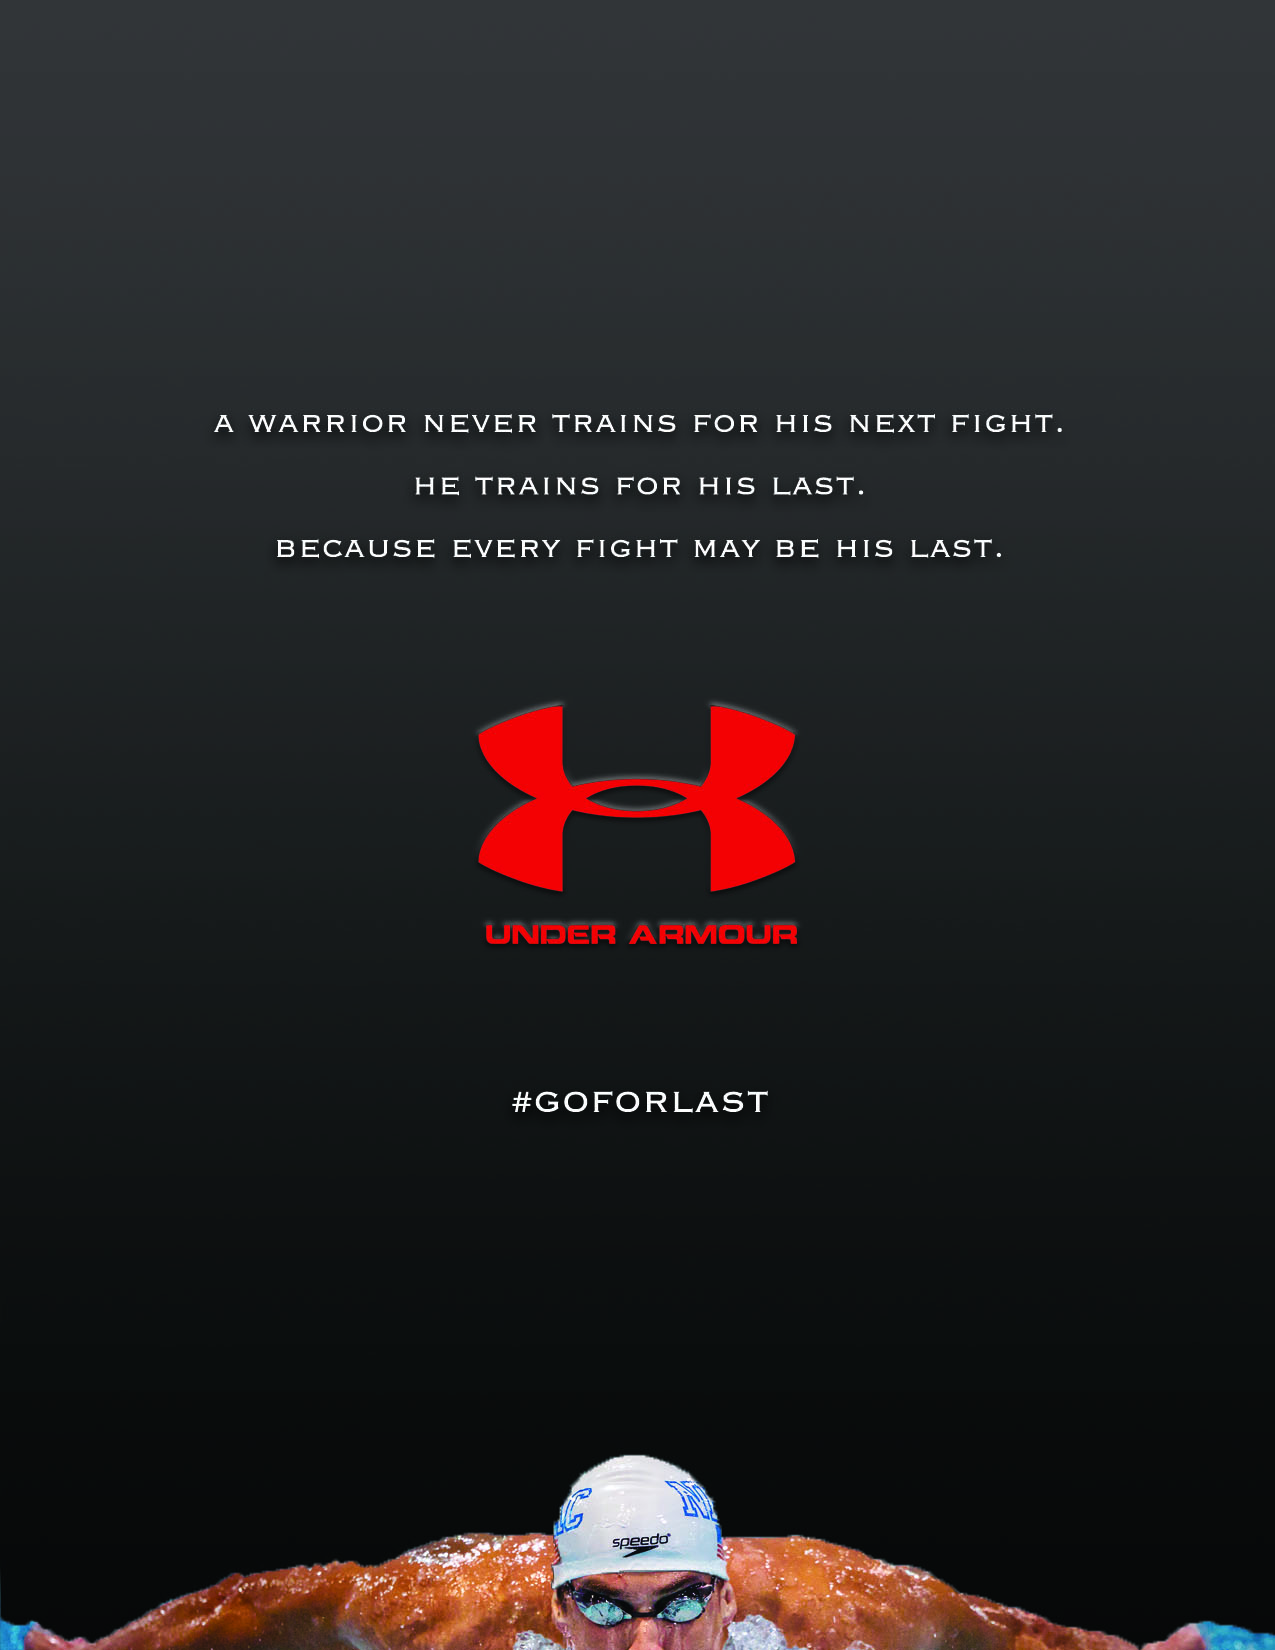 A WARRIOR NEVER TRAINS FOR HIS NEXT FIGHT.
HE TRAINS FOR HIS LAST.
BECAUSE EVERY FIGHT MAY BE HIS LAST.
UNDER ARMOUR
#GOFORLAST
speedo